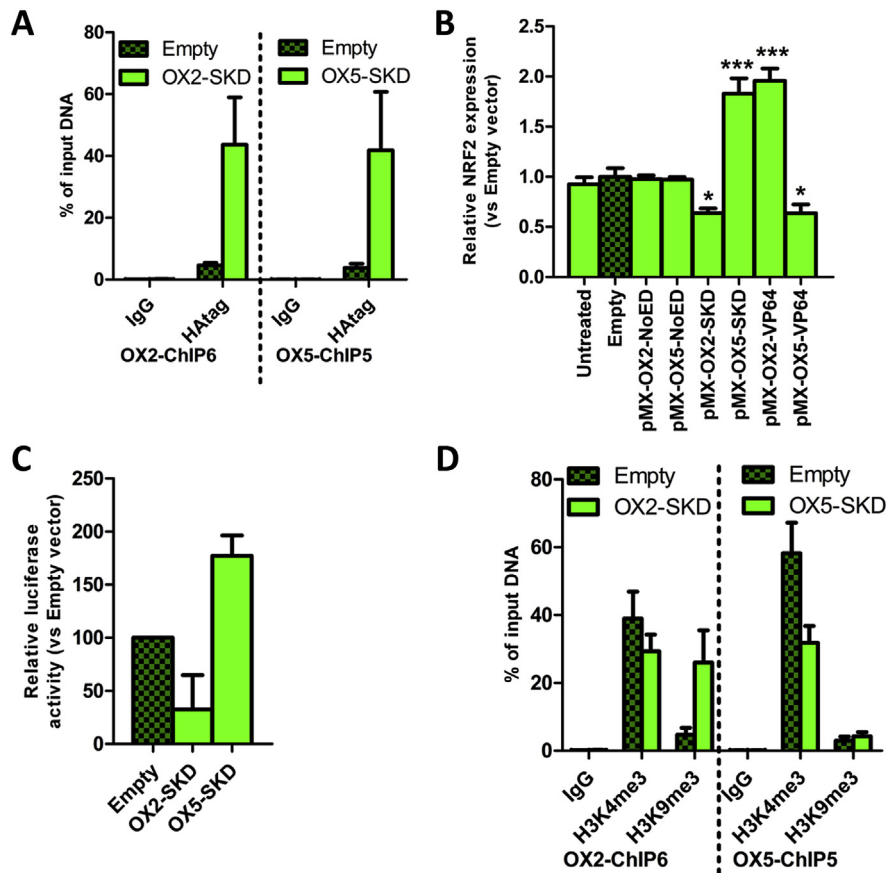 A
% of input DNA
80
60
40
20
0
Empty
OX2-SKD
Empty
OX5-SKD
IgG
HAtag
IgG
HAtag
OX2-ChIP6
OX5-ChIP5
B
Relative NRF2 expression
(vs Empty vector)
2.5
2.0
1.5
1.0
0.5
0.0
*
***
***
*
Untreated
Empty
pMX-OX2-NoED
pMX-OX5-NoED
pMX-OX2-SKD
pMX-OX5-SKD
pMX-OX2-VP64
pMX-OX5-VP64
C
Relative luciferase
activity (vs Empty vector)
250
200
150
100
50
0
Empty
OX2-SKD
OX5-SKD
D
% of input DNA
80
60
40
20
0
Empty
OX2-SKD
Empty
OX5-SKD
IgG
H3K4me3
H3K9me3
IgG
H3K4me3
H3K9me3
OX2-ChIP6
OX5-ChIP5